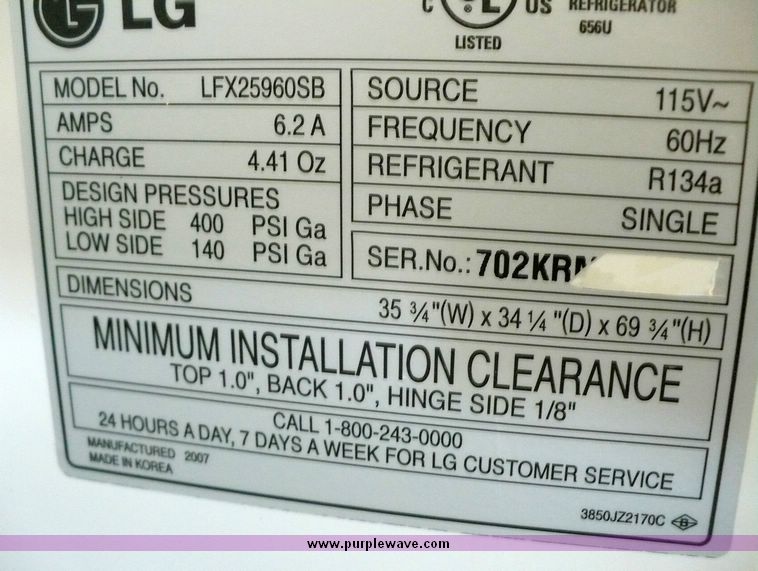 LG
C UL US REFRIGERATOR
LISTED 656U
MODEL No. LFX25960SB
AMPS 6.2 A
CHARGE 4.41 Oz
DESIGN PRESSURES
HIGH SIDE 400 PSI Ga
LOW SIDE 140 PSI Ga
SOURCE 115V~
FREQUENCY 60Hz
REFRIGERANT R134a
PHASE SINGLE
SER.No.: 702KR
DIMENSIONS 35 ¾"(W) x 34 ¼ "(D) x 69 ¾"(H)
MINIMUM INSTALLATION CLEARANCE
TOP 1.0", BACK 1.0", HINGE SIDE 1/8"
CALL 1-800-243-0000
24 HOURS A DAY, 7 DAYS A WEEK FOR LG CUSTOMER SERVICE
MANUFACTURED 2007
MADE IN KOREA
3850JZ2170C B
www.purplewave.com